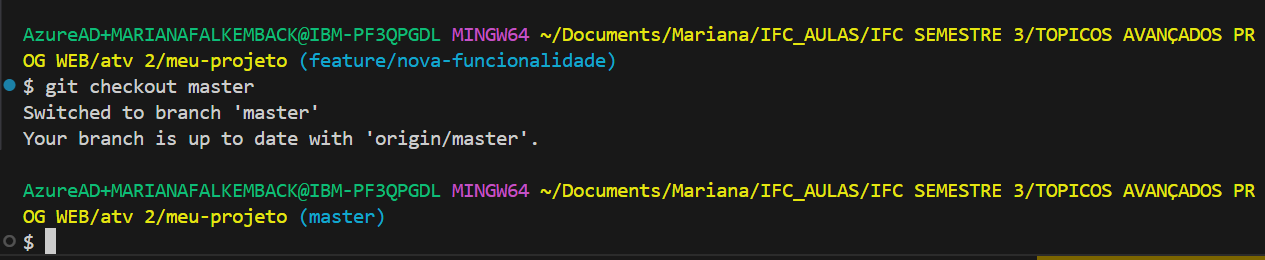 AzureAD+MARIANAFALKEMBACK@IBM-PF3QPGDL MINGW64 ~/Documents/Mariana/IFC_AULAS/IFC SEMESTRE 3/TOPICOS AVANÇADOS PR
OG WEB/atv 2/meu-projeto (feature/nova-funcionalidade)
$ git checkout master
Switched to branch 'master'
Your branch is up to date with 'origin/master'.
AzureAD+MARIANAFALKEMBACK@IBM-PF3QPGDL MINGW64 ~/Documents/Mariana/IFC_AULAS/IFC SEMESTRE 3/TOPICOS AVANÇADOS PR
OG WEB/atv 2/meu-projeto (master)
$